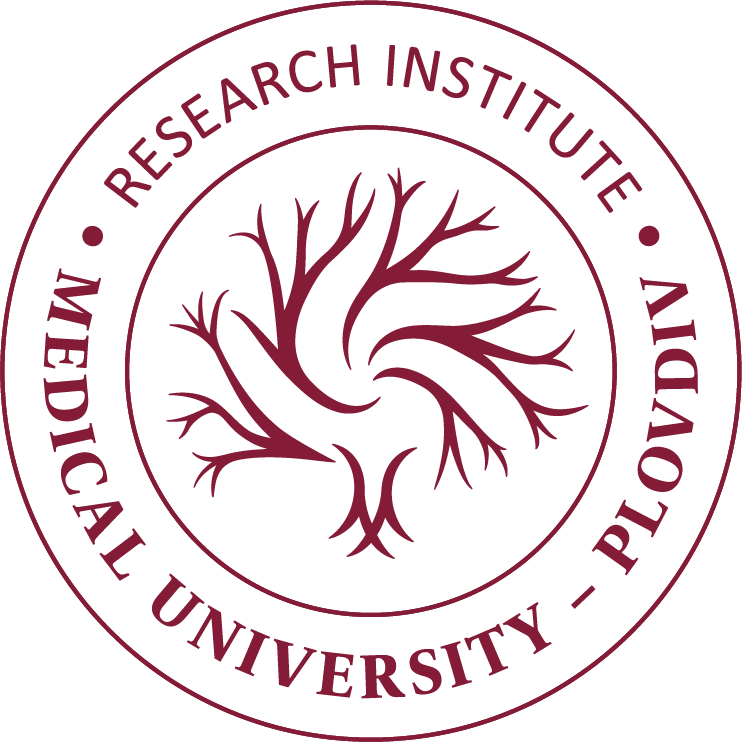 • RESEARCH INSTITUTE •
MEDICAL UNIVERSITY – PLOVDIV